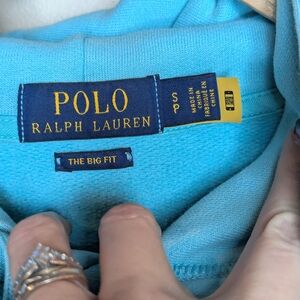 POLO
RALPH LAUREN
S
P
MADE IN
CHINA
FABRIQUÉ EN
CHINE
THE BIG FIT